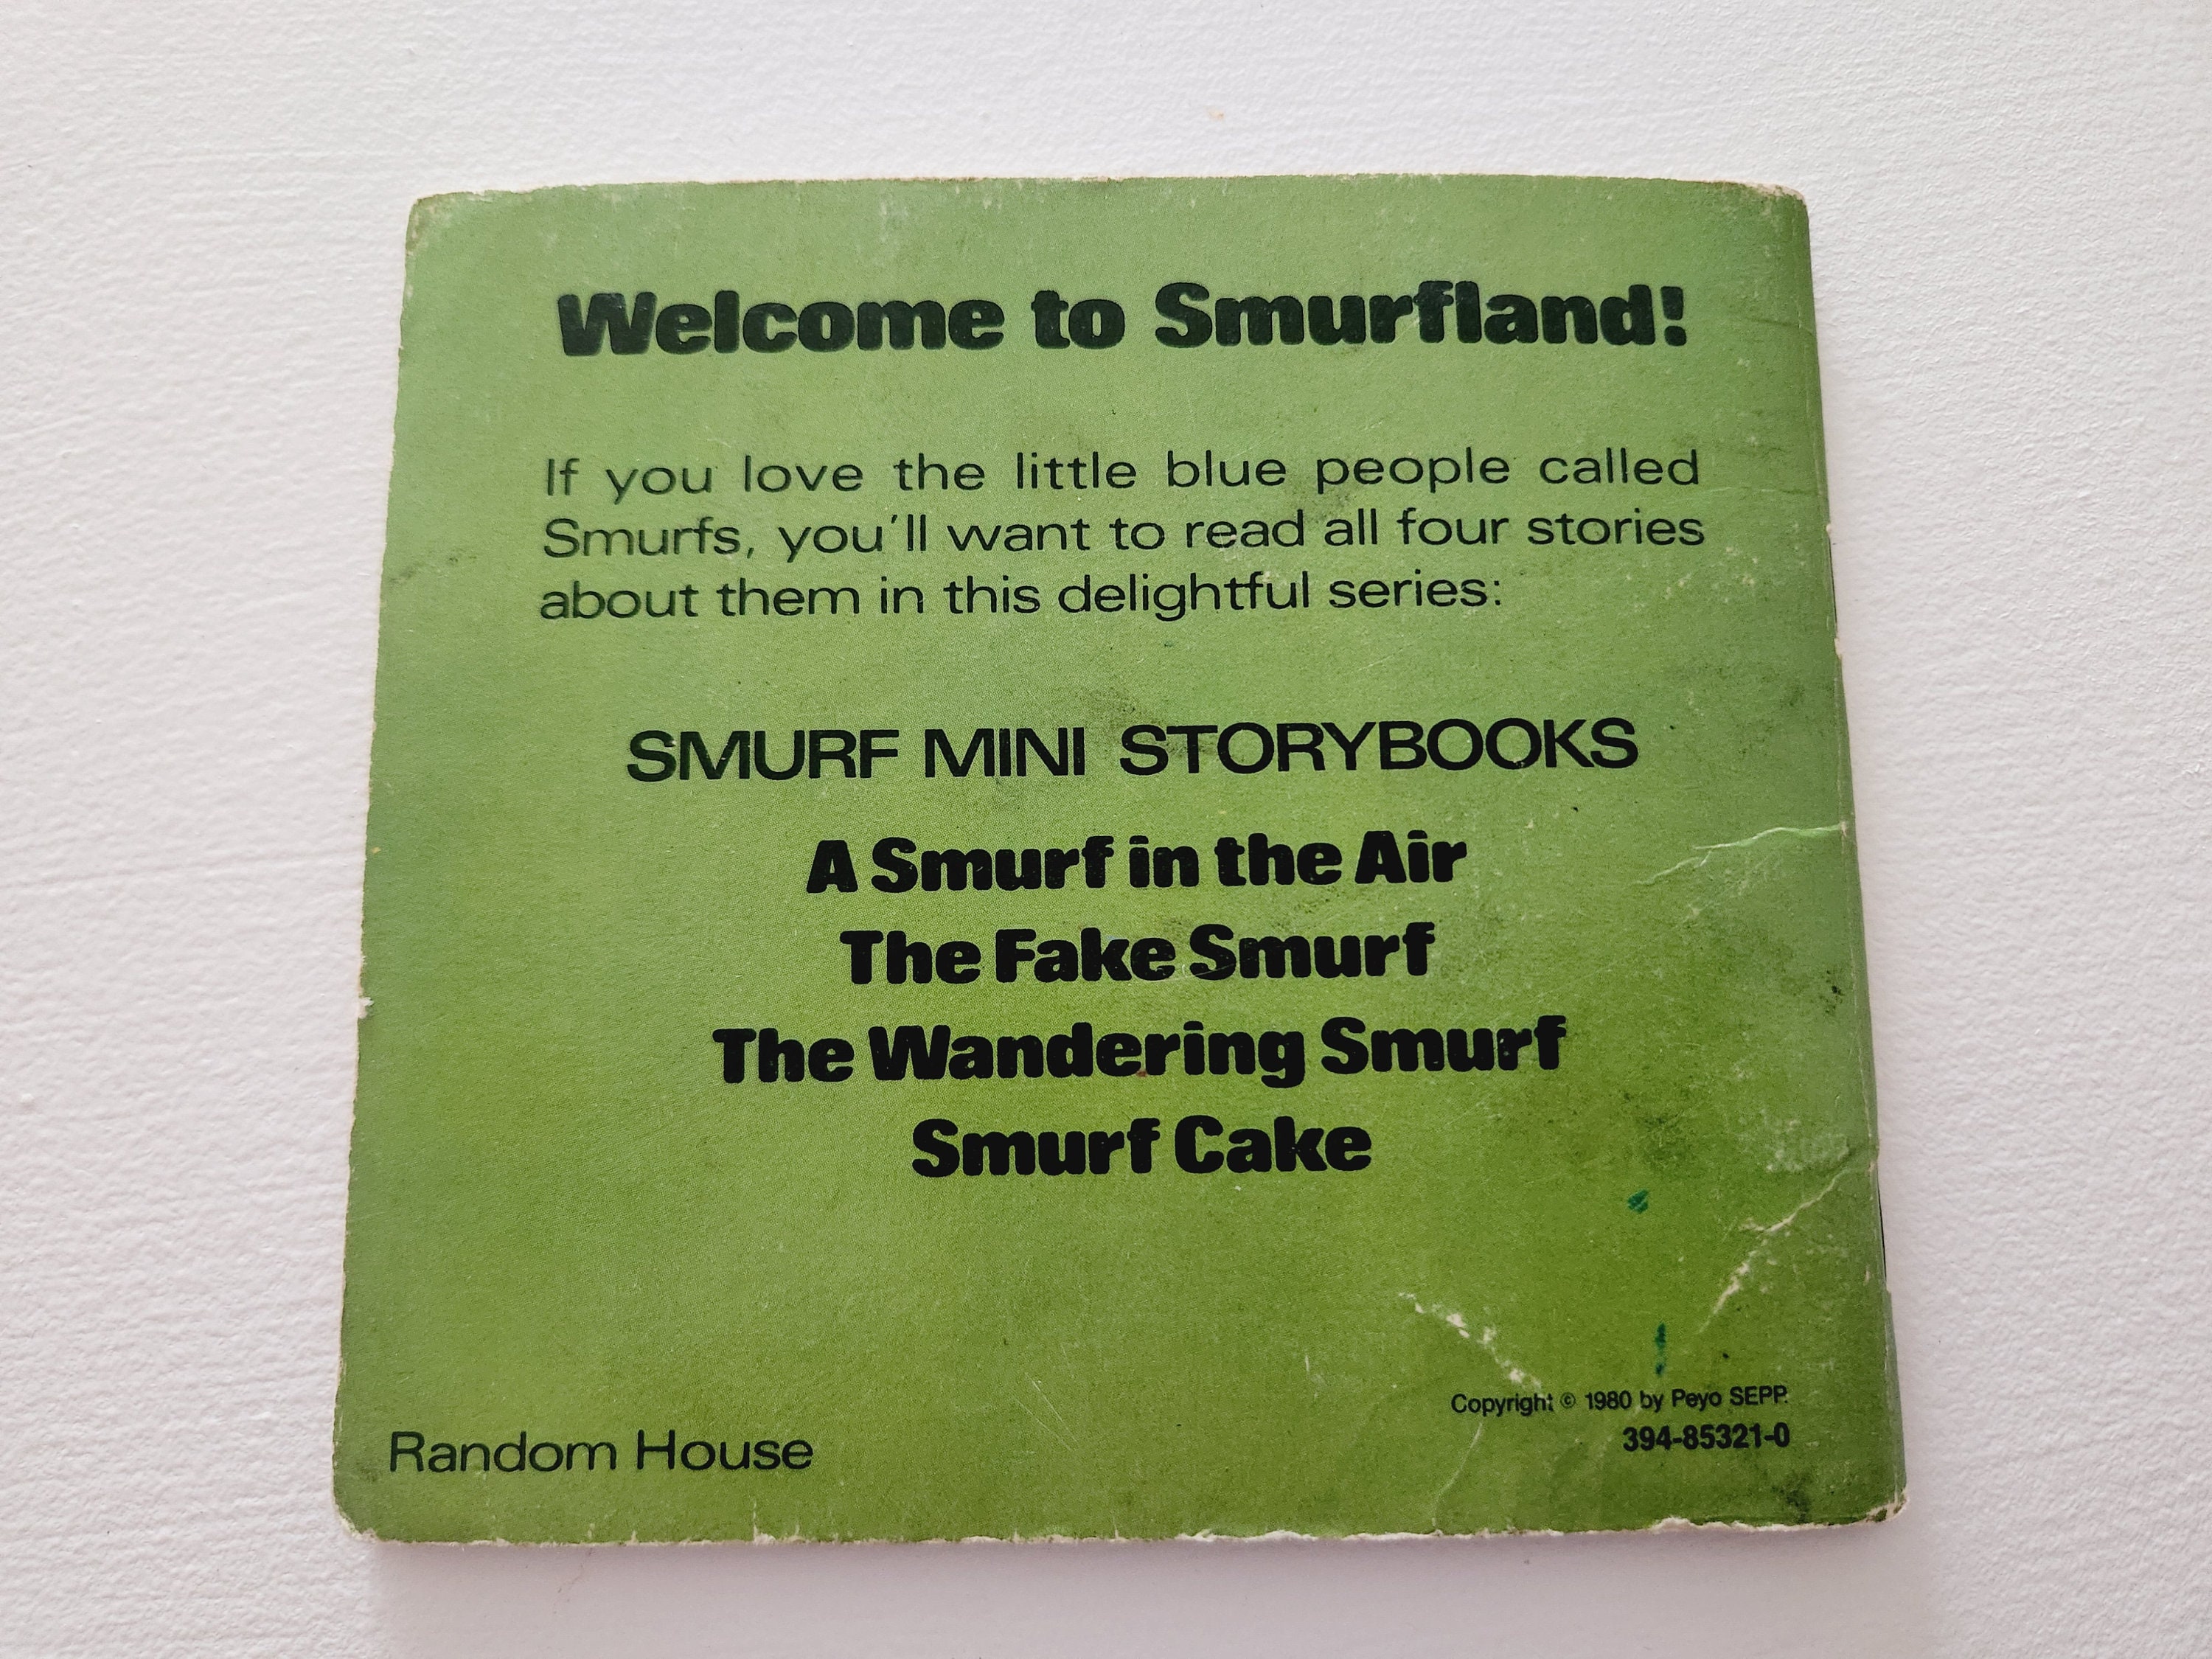 Welcome to Smurfland!
If you love the little blue people called
Smurfs, you'll want to read all four stories
about them in this delightful series:
SMURF MINI STORYBOOKS
A Smurf in the Air
The Fake Smurf
The Wandering Smurf
Smurf Cake
Copyright © 1980 by Peyo SEPP.
394-85321-0
Random House